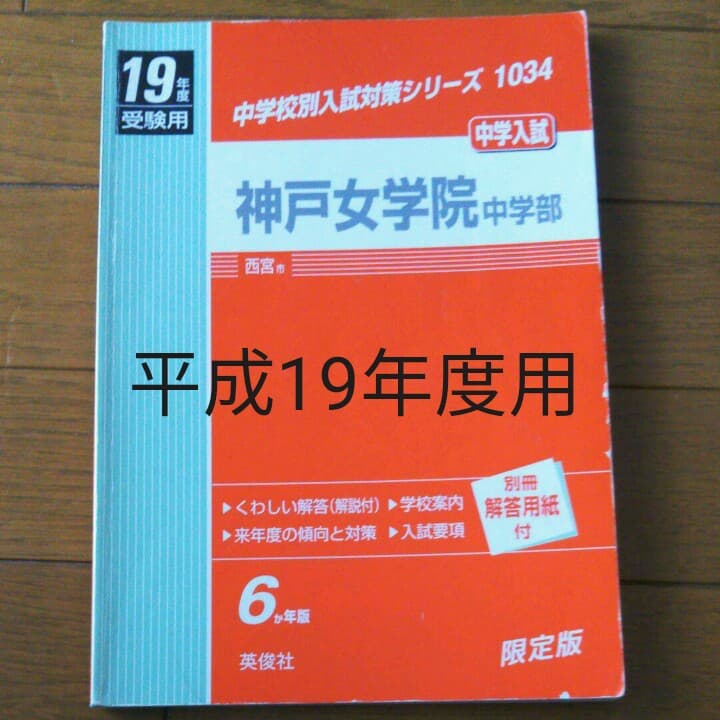 19年度
受験用
中学校別入試対策シリーズ 1034
中学入試
神戸女学院中学部
西宮市
平成19年度用
▶くわしい解答(解説付) ▶学校案内
▶来年度の傾向と対策 ▶入試要項
別冊
解答用紙
付
6か年版
英俊社
限定版